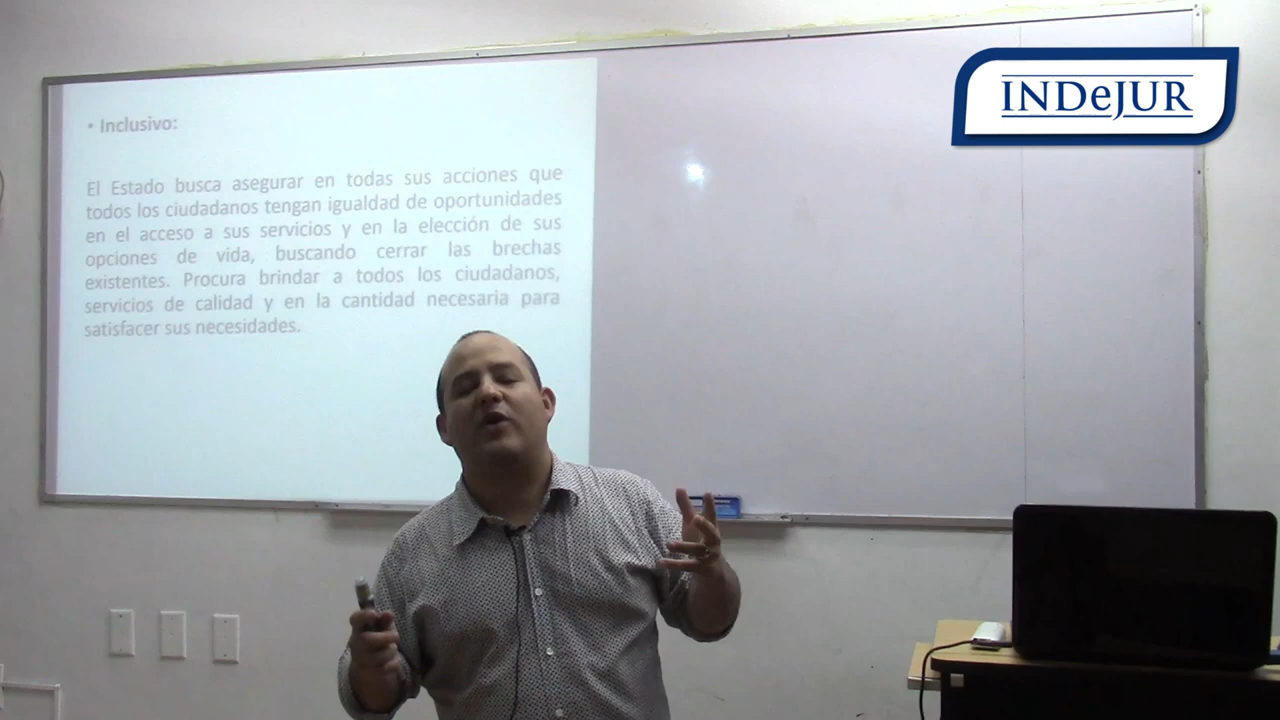 INDeJUR
• Inclusivo:
El Estado busca asegurar en todas sus acciones que
todos los ciudadanos tengan igualdad de oportunidades
en el acceso a sus servicios y en la elección de sus
opciones de vida, buscando cerrar las brechas
existentes. Procura brindar a todos los ciudadanos,
servicios de calidad y en la cantidad necesaria para
satisfacer sus necesidades.